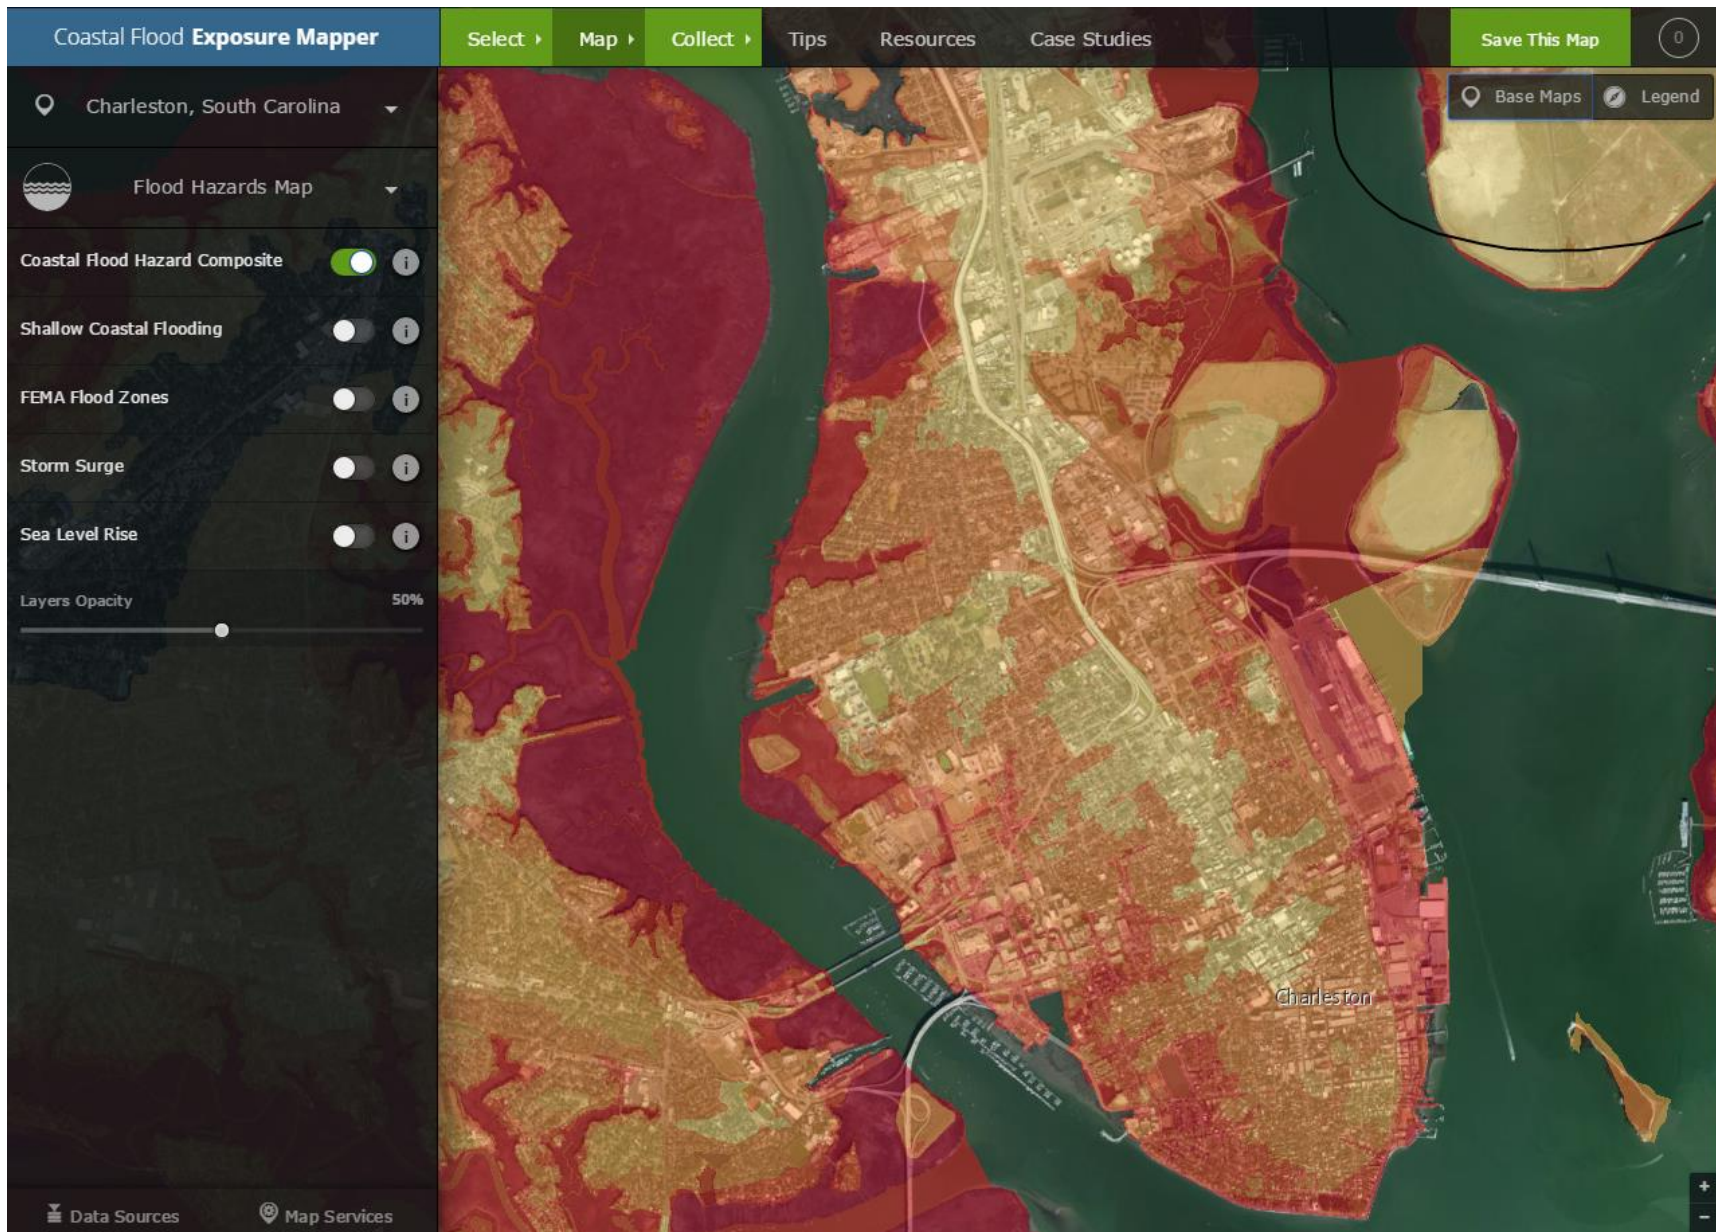 Coastal Flood Exposure Mapper
Select
Map
Collect
Tips
Resources
Case Studies
Save This Map
0
Base Maps
Legend
Charleston, South Carolina
Flood Hazards Map
Coastal Flood Hazard Composite
i
Shallow Coastal Flooding
i
FEMA Flood Zones
i
Storm Surge
i
Sea Level Rise
i
Layers Opacity 50%
Charleston
Data Sources
Map Services
+
−